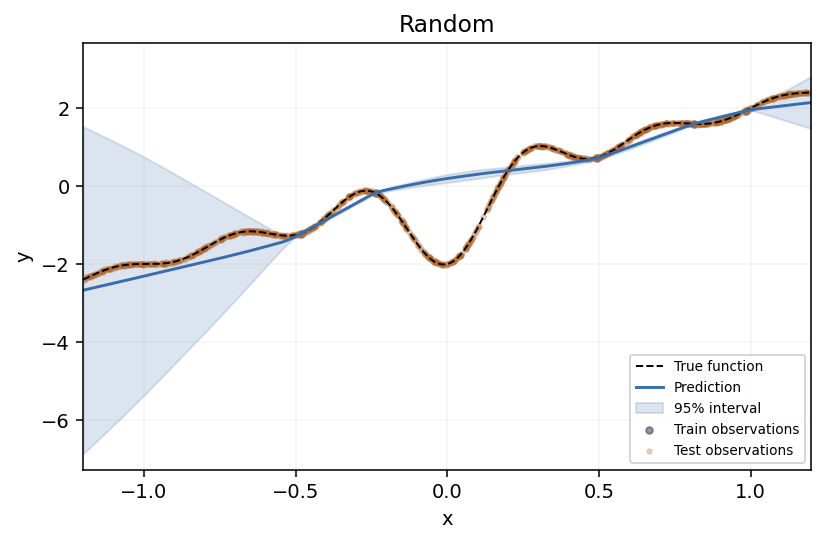 Random
2
0
−2
−4
−6
y
−1.0
−0.5
0.0
0.5
1.0
x
True function
Prediction
95% interval
Train observations
Test observations